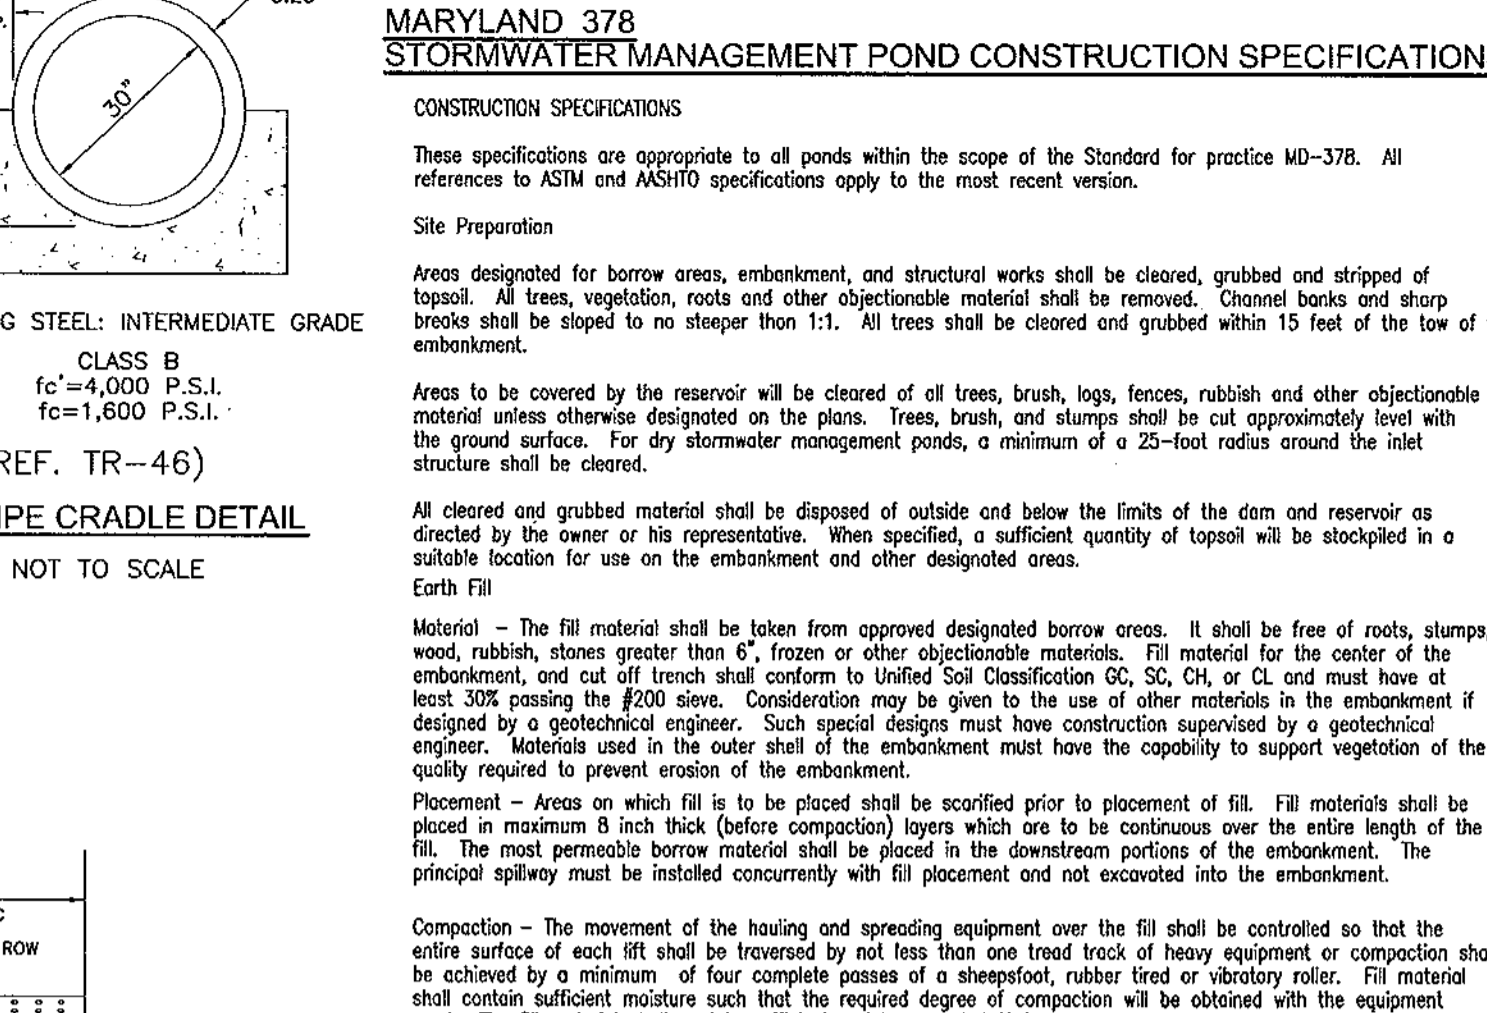 30"
G STEEL: INTERMEDIATE GRADE
CLASS B
fc'=4,000 P.S.I.
fc=1,600 P.S.I.
REF. TR-46)
IPE CRADLE DETAIL
NOT TO SCALE
ROW
MARYLAND 378
STORMWATER MANAGEMENT POND CONSTRUCTION SPECIFICATION
CONSTRUCTION SPECIFICATIONS
These specifications are appropriate to all ponds within the scope of the Standard for practice MD-378. All
references to ASTM and AASHTO specifications apply to the most recent version.
Site Preparation
Areas designated for borrow areas, embankment, and structural works shall be cleared, grubbed and stripped of
topsoil. All trees, vegetation, roots and other objectionable material shall be removed. Channel banks and sharp
breaks shall be sloped to no steeper than 1:1. All trees shall be cleared and grubbed within 15 feet of the tow of
embankment.
Areas to be covered by the reservoir will be cleared of all trees, brush, logs, fences, rubbish and other objectionable
material unless otherwise designated on the plans. Trees, brush, and stumps shall be cut approximately level with
the ground surface. For dry stormwater management ponds, a minimum of a 25-foot radius around the inlet
structure shall be cleared.
All cleared and grubbed material shall be disposed of outside and below the limits of the dam and reservoir as
directed by the owner or his representative. When specified, a sufficient quantity of topsoil will be stockpiled in a
suitable location for use on the embankment and other designated areas.
Earth Fill
Material - The fill material shall be taken from approved designated borrow areas. It shall be free of roots, stumps,
wood, rubbish, stones greater than 6", frozen or other objectionable materials. Fill material for the center of the
embankment, and cut off trench shall conform to Unified Soil Classification GC, SC, CH, or CL and must have at
least 30% passing the #200 sieve. Consideration may be given to the use of other materials in the embankment if
designed by a geotechnical engineer. Such special designs must have construction supervised by a geotechnical
engineer. Materials used in the outer shell of the embankment must have the capability to support vegetation of the
quality required to prevent erosion of the embankment.
Placement - Areas on which fill is to be placed shall be scarified prior to placement of fill. Fill materials shall be
placed in maximum 8 inch thick (before compaction) layers which are to be continuous over the entire length of the
fill. The most permeable borrow material shall be placed in the downstream portions of the embankment. The
principal spillway must be installed concurrently with fill placement and not excavated into the embankment.
Compaction - The movement of the hauling and spreading equipment over the fill shall be controlled so that the
entire surface of each lift shall be traversed by not less than one tread track of heavy equipment or compaction sha
be achieved by a minimum of four complete passes of a sheepsfoot, rubber tired or vibratory roller. Fill material
shall contain sufficient moisture such that the required degree of compaction will be obtained with the equipment